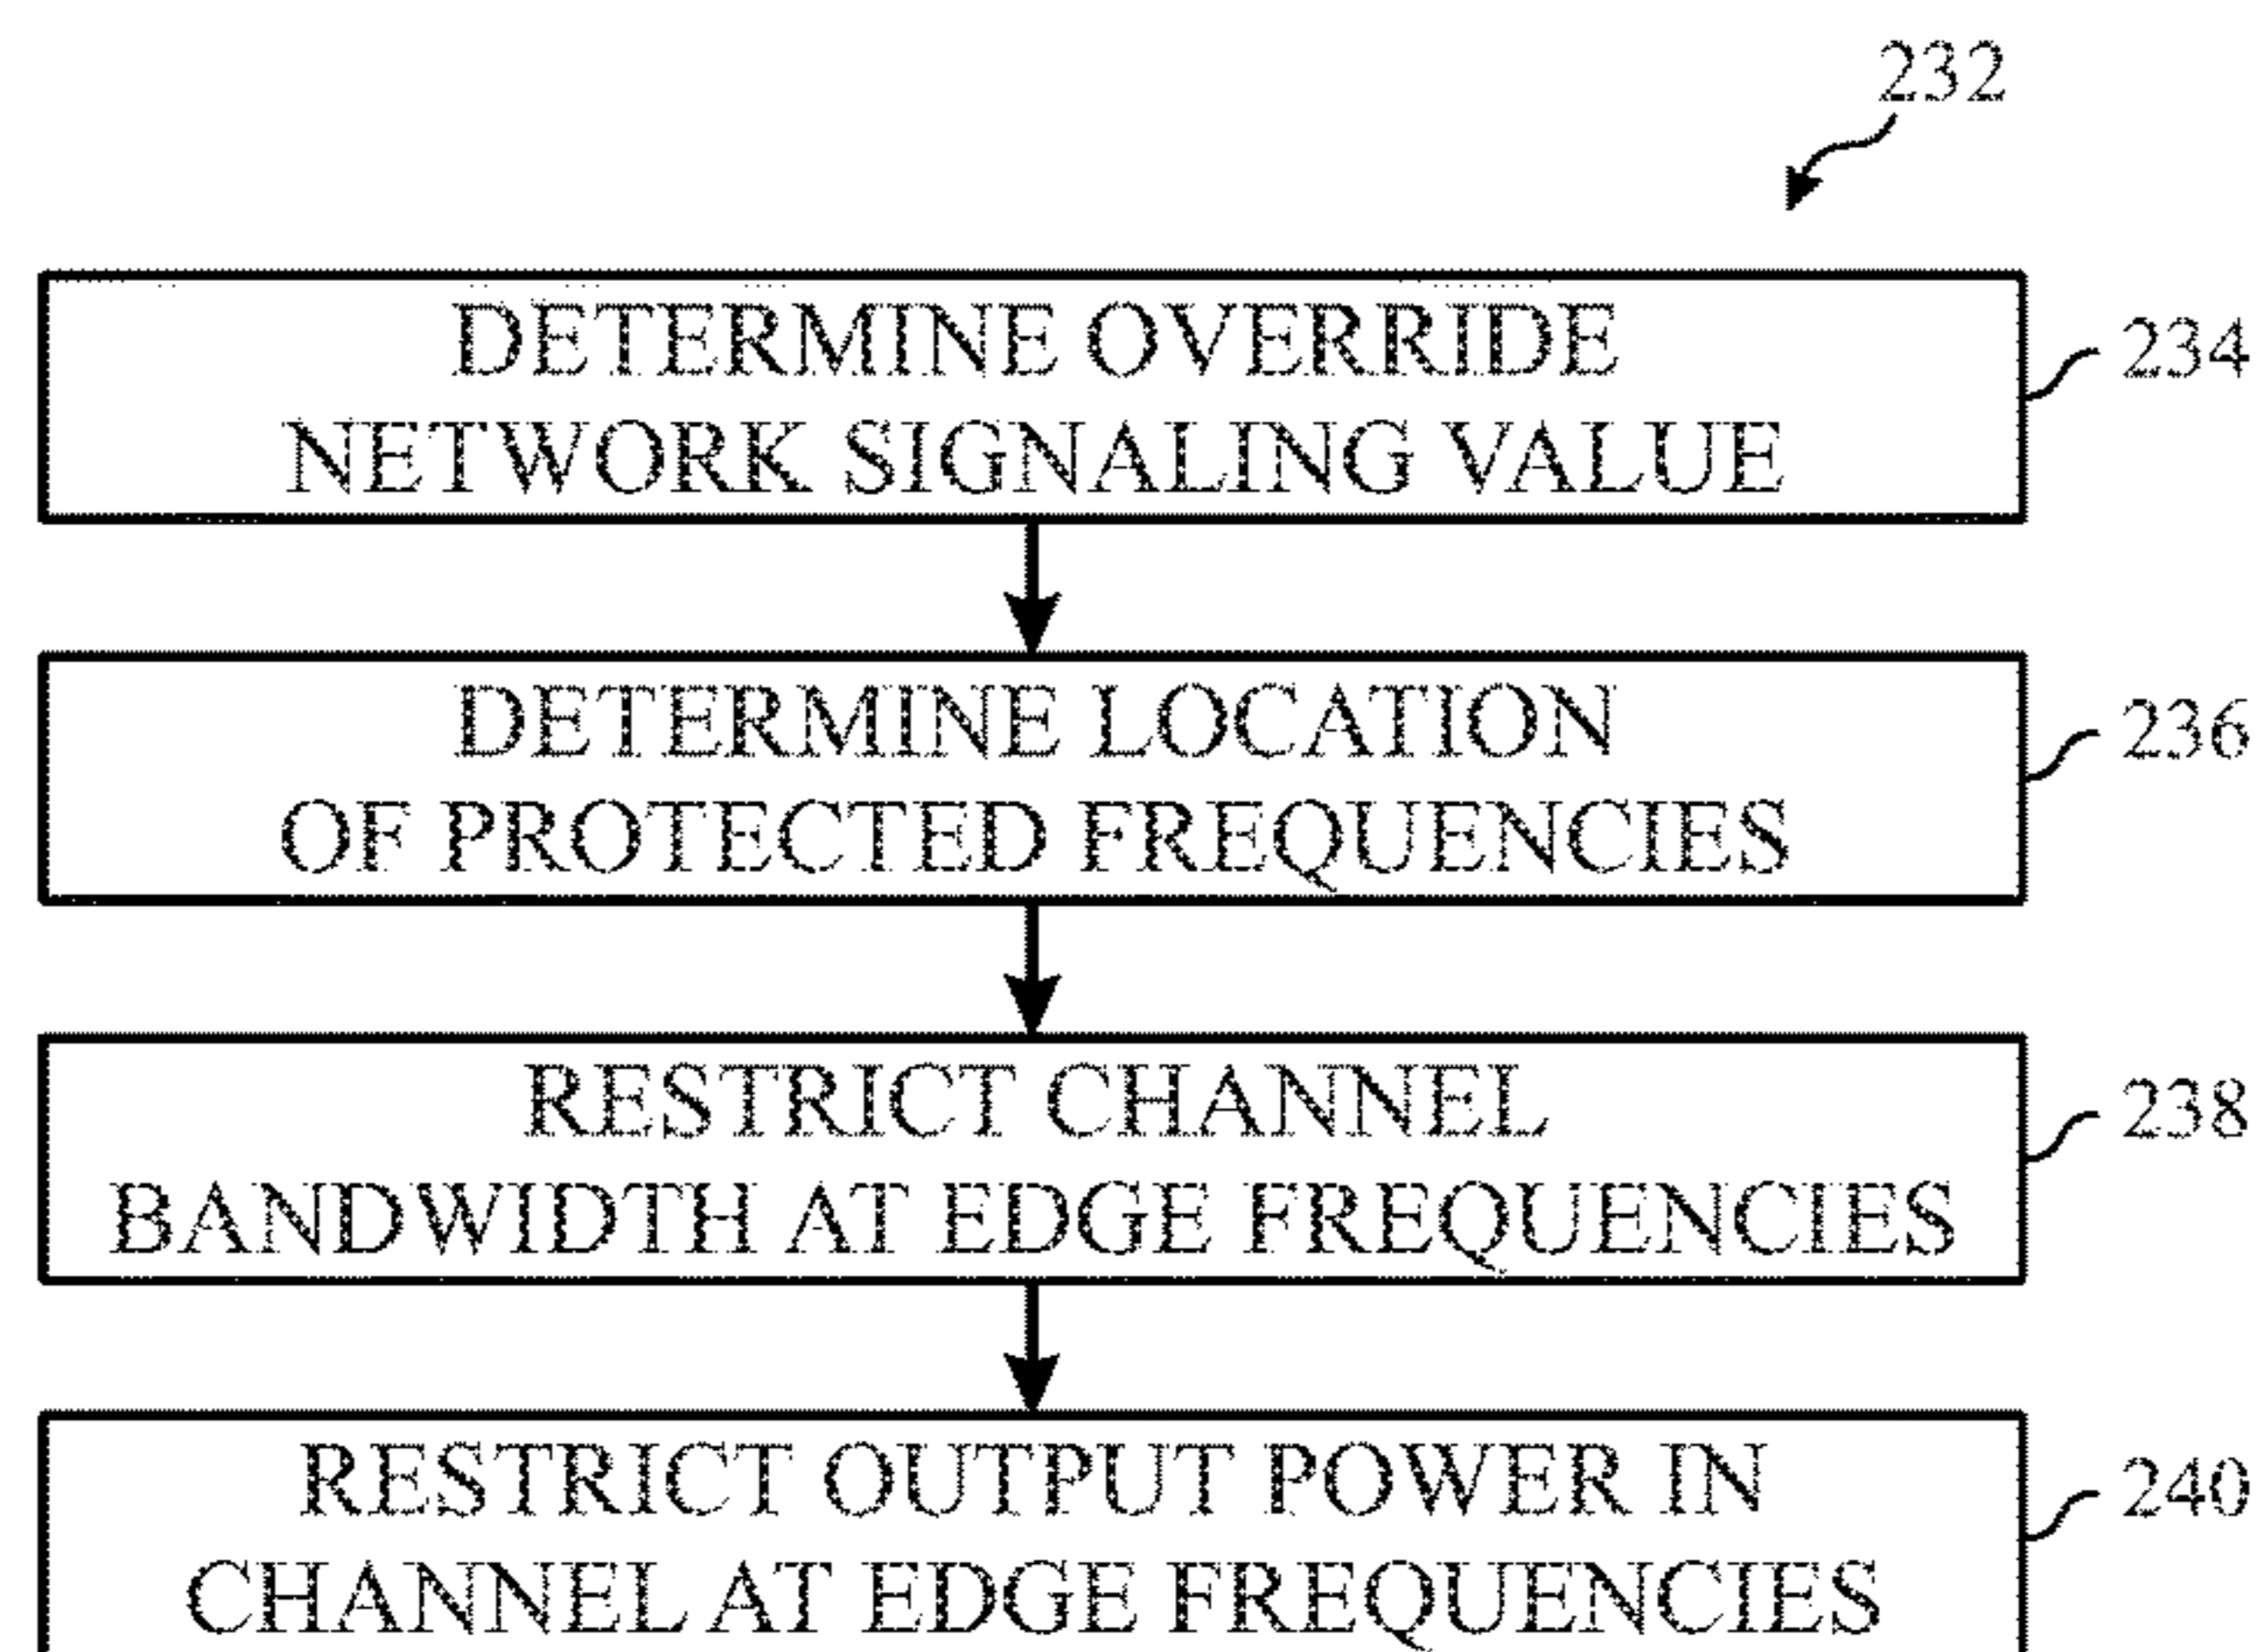 232
DETERMINE OVERRIDE
NETWORK SIGNALING VALUE
234
DETERMINE LOCATION
OF PROTECTED FREQUENCIES
236
RESTRICT CHANNEL
BANDWIDTH AT EDGE FREQUENCIES
238
RESTRICT OUTPUT POWER IN
CHANNEL AT EDGE FREQUENCIES
240